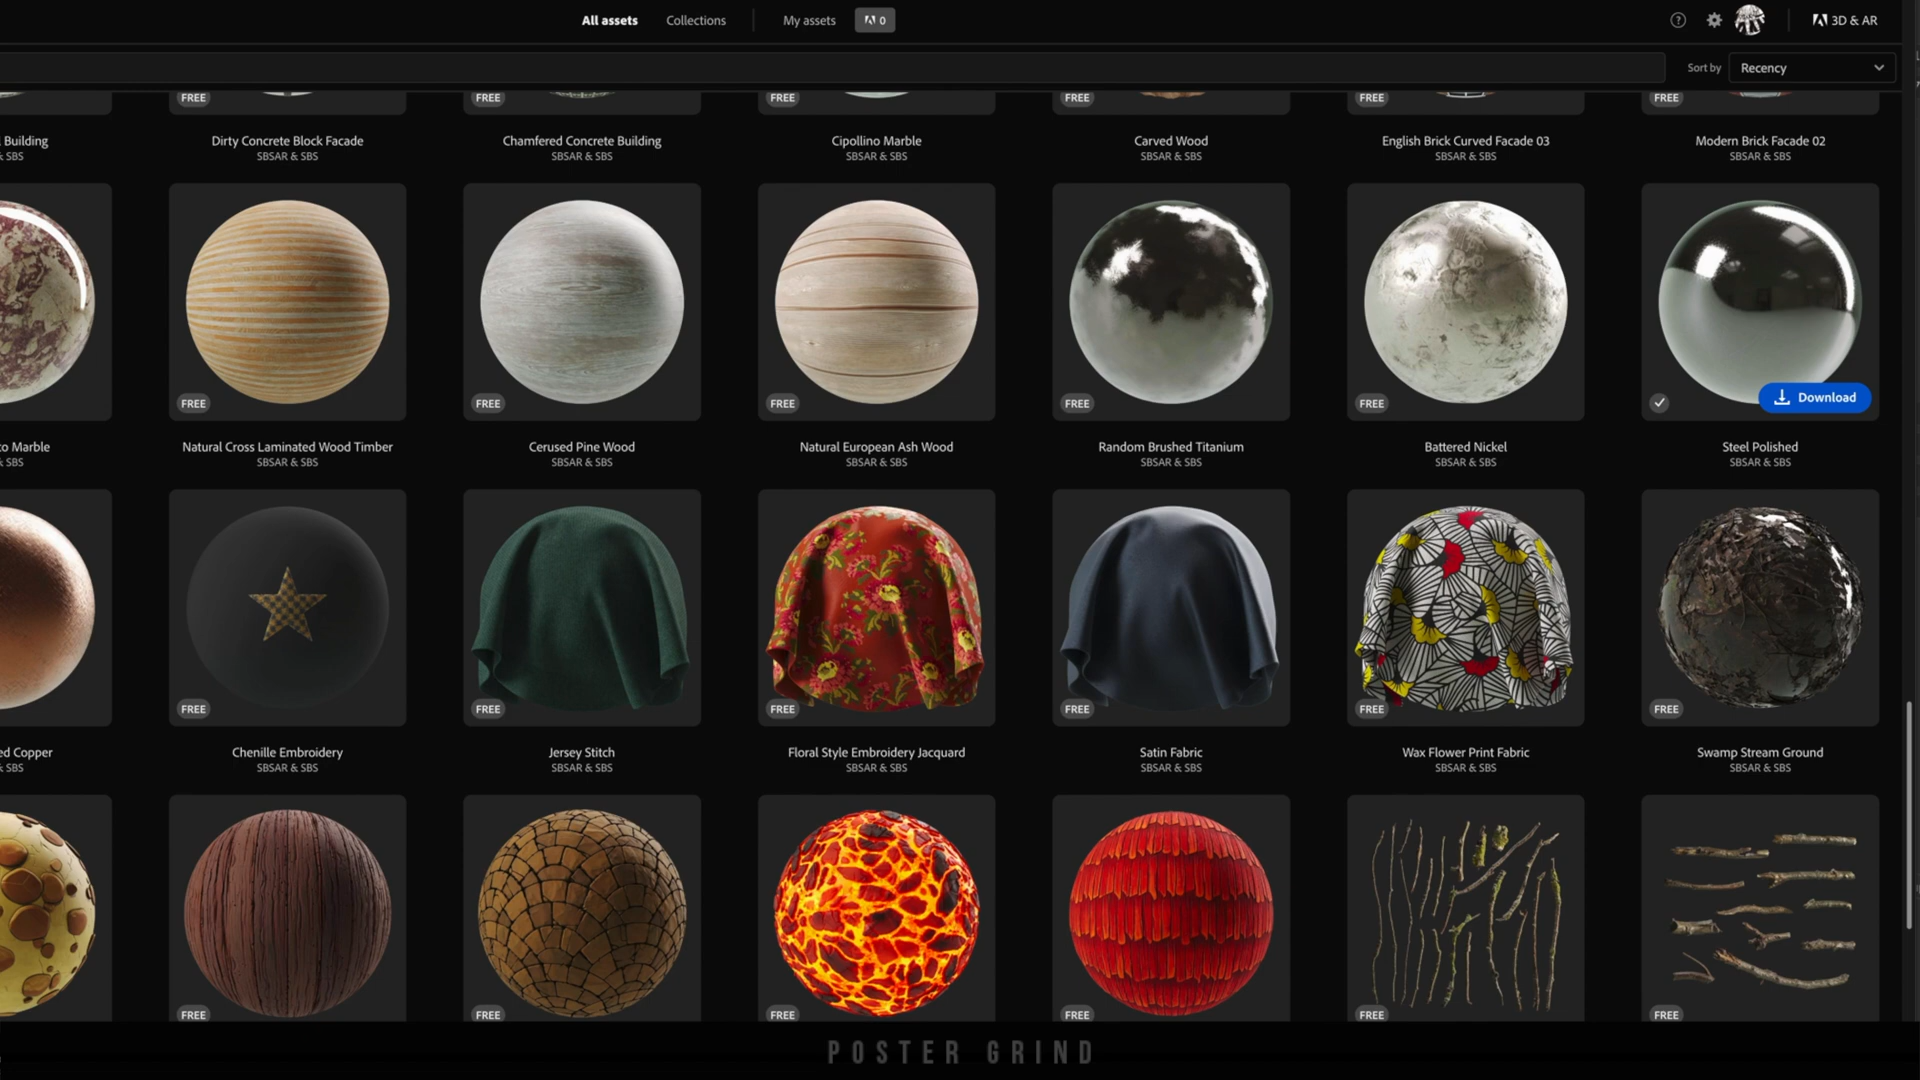 All assets
Collections
My assets
0
3D & AR
Sort by
Recency
FREE
FREE
FREE
FREE
FREE
FREE
Building
& SBS
Dirty Concrete Block Facade
SBSAR & SBS
Chamfered Concrete Building
SBSAR & SBS
Cipollino Marble
SBSAR & SBS
Carved Wood
SBSAR & SBS
English Brick Curved Facade 03
SBSAR & SBS
Modern Brick Facade 02
SBSAR & SBS
FREE
FREE
FREE
FREE
FREE
Download
to Marble
& SBS
Natural Cross Laminated Wood Timber
SBSAR & SBS
Cerused Pine Wood
SBSAR & SBS
Natural European Ash Wood
SBSAR & SBS
Random Brushed Titanium
SBSAR & SBS
Battered Nickel
SBSAR & SBS
Steel Polished
SBSAR & SBS
FREE
FREE
FREE
FREE
FREE
FREE
ed Copper
& SBS
Chenille Embroidery
SBSAR & SBS
Jersey Stitch
SBSAR & SBS
Floral Style Embroidery Jacquard
SBSAR & SBS
Satin Fabric
SBSAR & SBS
Wax Flower Print Fabric
SBSAR & SBS
Swamp Stream Ground
SBSAR & SBS
FREE
FREE
FREE
FREE
FREE
FREE
POSTER GRIND